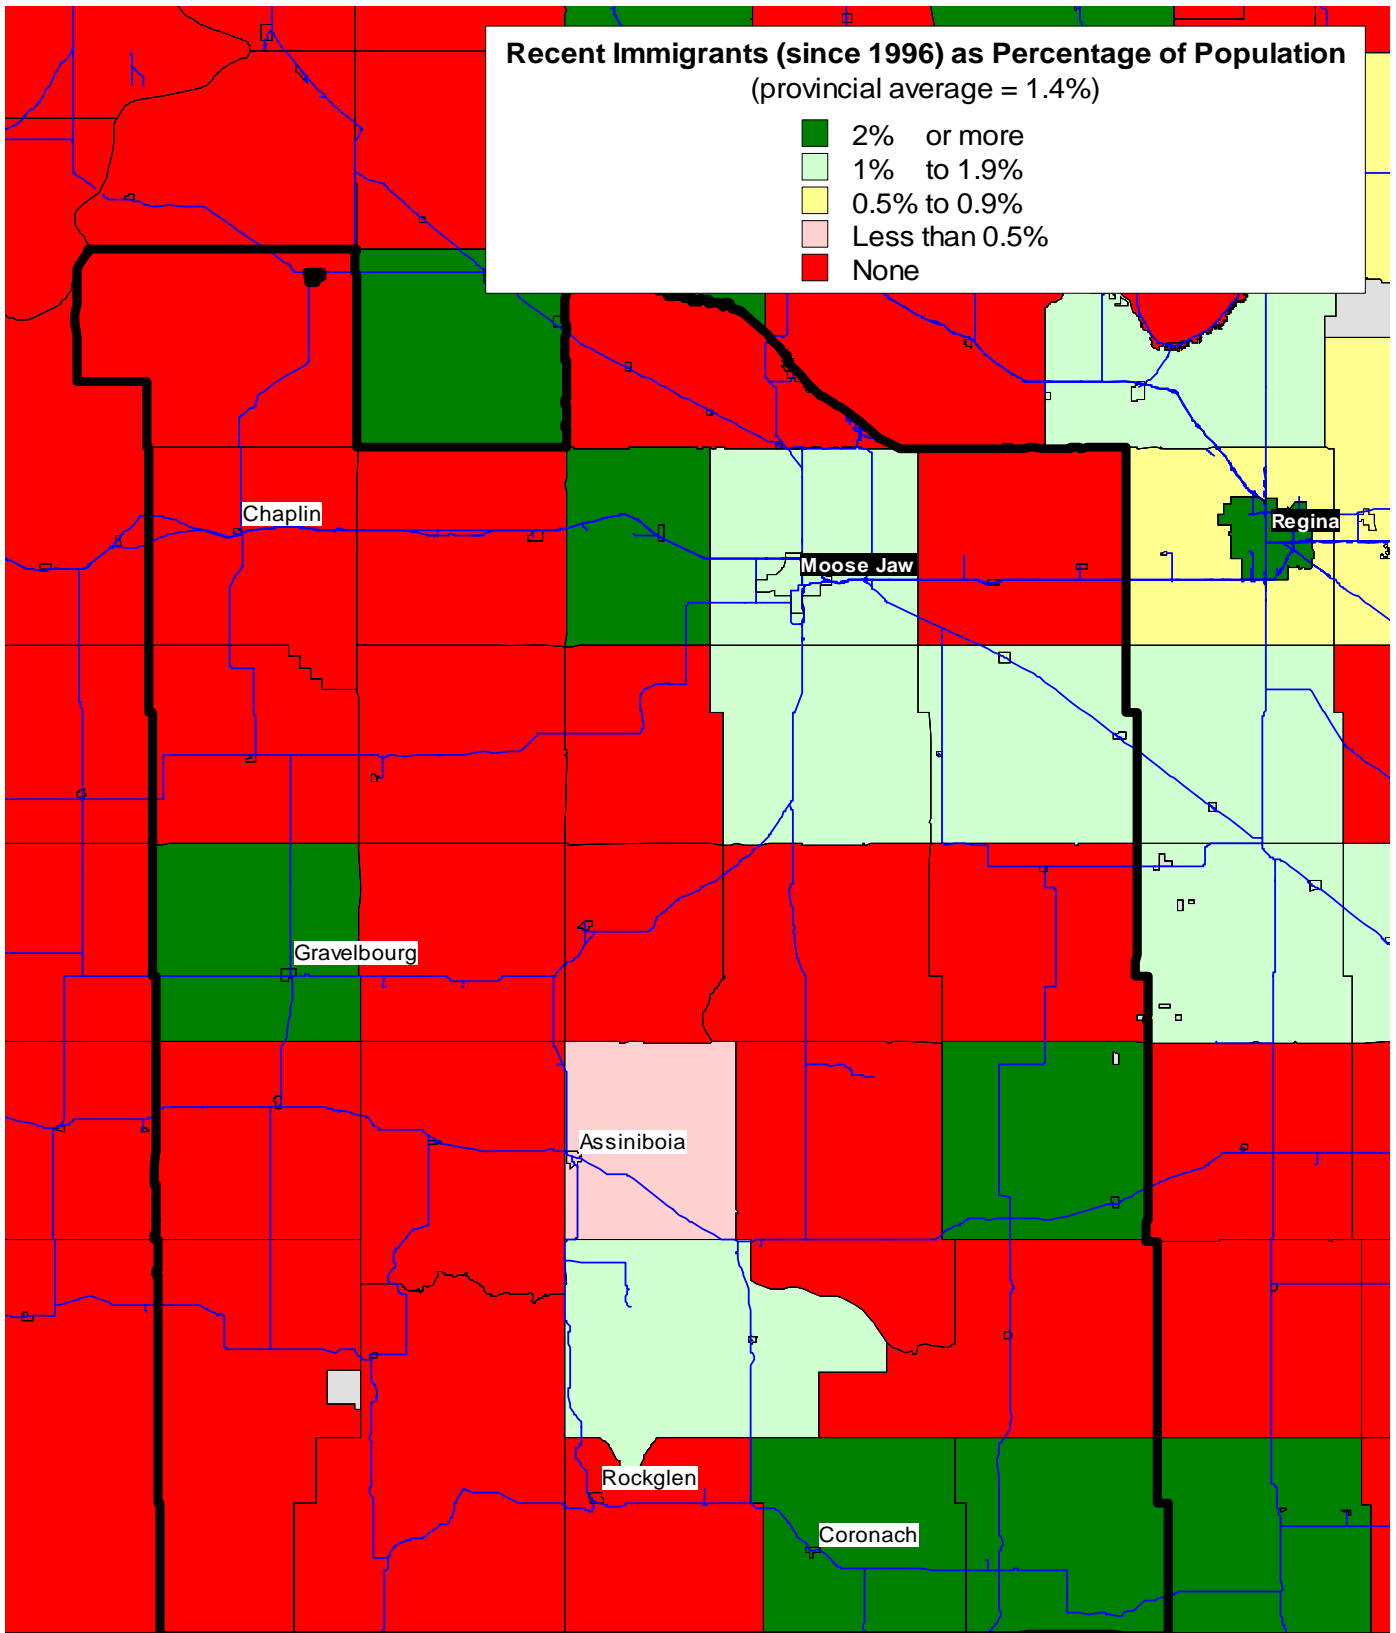 Recent Immigrants (since 1996) as Percentage of Population
(provincial average = 1.4%)
2% or more
1% to 1.9%
0.5% to 0.9%
Less than 0.5%
None
Chaplin
Regina
Moose Jaw
Gravelbourg
Assiniboia
Rockglen
Coronach